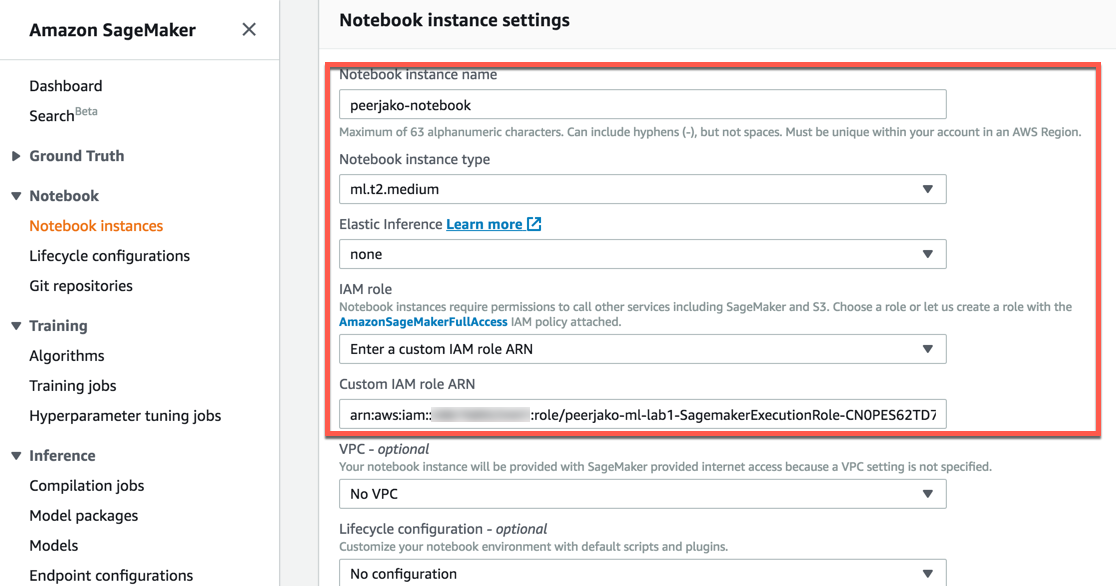 Amazon SageMaker
Dashboard
Search Beta
Ground Truth
Notebook
Notebook instances
Lifecycle configurations
Git repositories
Training
Algorithms
Training jobs
Hyperparameter tuning jobs
Inference
Compilation jobs
Model packages
Models
Endpoint configurations
Notebook instance settings
Notebook instance name
peerjako-notebook
Maximum of 63 alphanumeric characters. Can include hyphens (-), but not spaces. Must be unique within your account in an AWS Region.
Notebook instance type
ml.t2.medium
Elastic Inference Learn more
none
IAM role
Notebook instances require permissions to call other services including SageMaker and S3. Choose a role or let us create a role with the
AmazonSageMakerFullAccess IAM policy attached.
Enter a custom IAM role ARN
Custom IAM role ARN
arn:aws:iam:: :role/peerjako-ml-lab1-SagemakerExecutionRole-CN0PES62TD7
VPC - optional
Your notebook instance will be provided with SageMaker provided internet access because a VPC setting is not specified.
No VPC
Lifecycle configuration - optional
Customize your notebook environment with default scripts and plugins.
No configuration